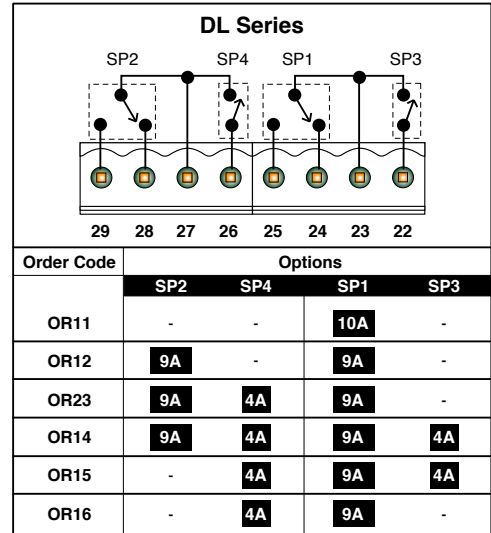 DL Series
SP2 SP4 SP1 SP3
29 28 27 26 25 24 23 22
Order Code Options
SP2 SP4 SP1 SP3
OR11 - - 10A -
OR12 9A - 9A -
OR23 9A 4A 9A -
OR14 9A 4A 9A 4A
OR15 - 4A 9A 4A
OR16 - 4A 9A -